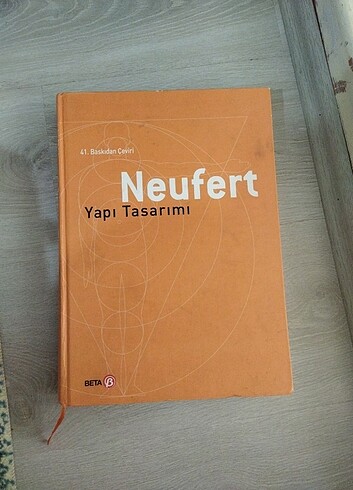 41. Baskıdan Çeviri
Neufert
Yapı Tasarımı
BETA B